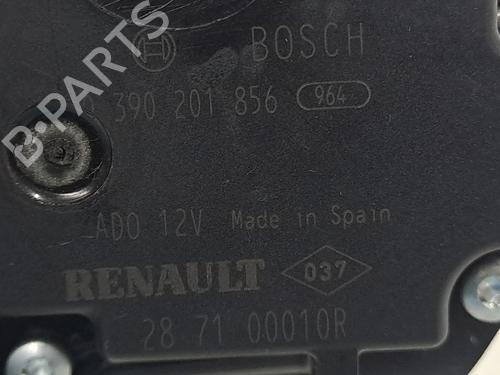 BOSCH
390 201 856 964
ADO 12V Made in Spain
RENAULT 037
28 71 00010R
B-PARTS